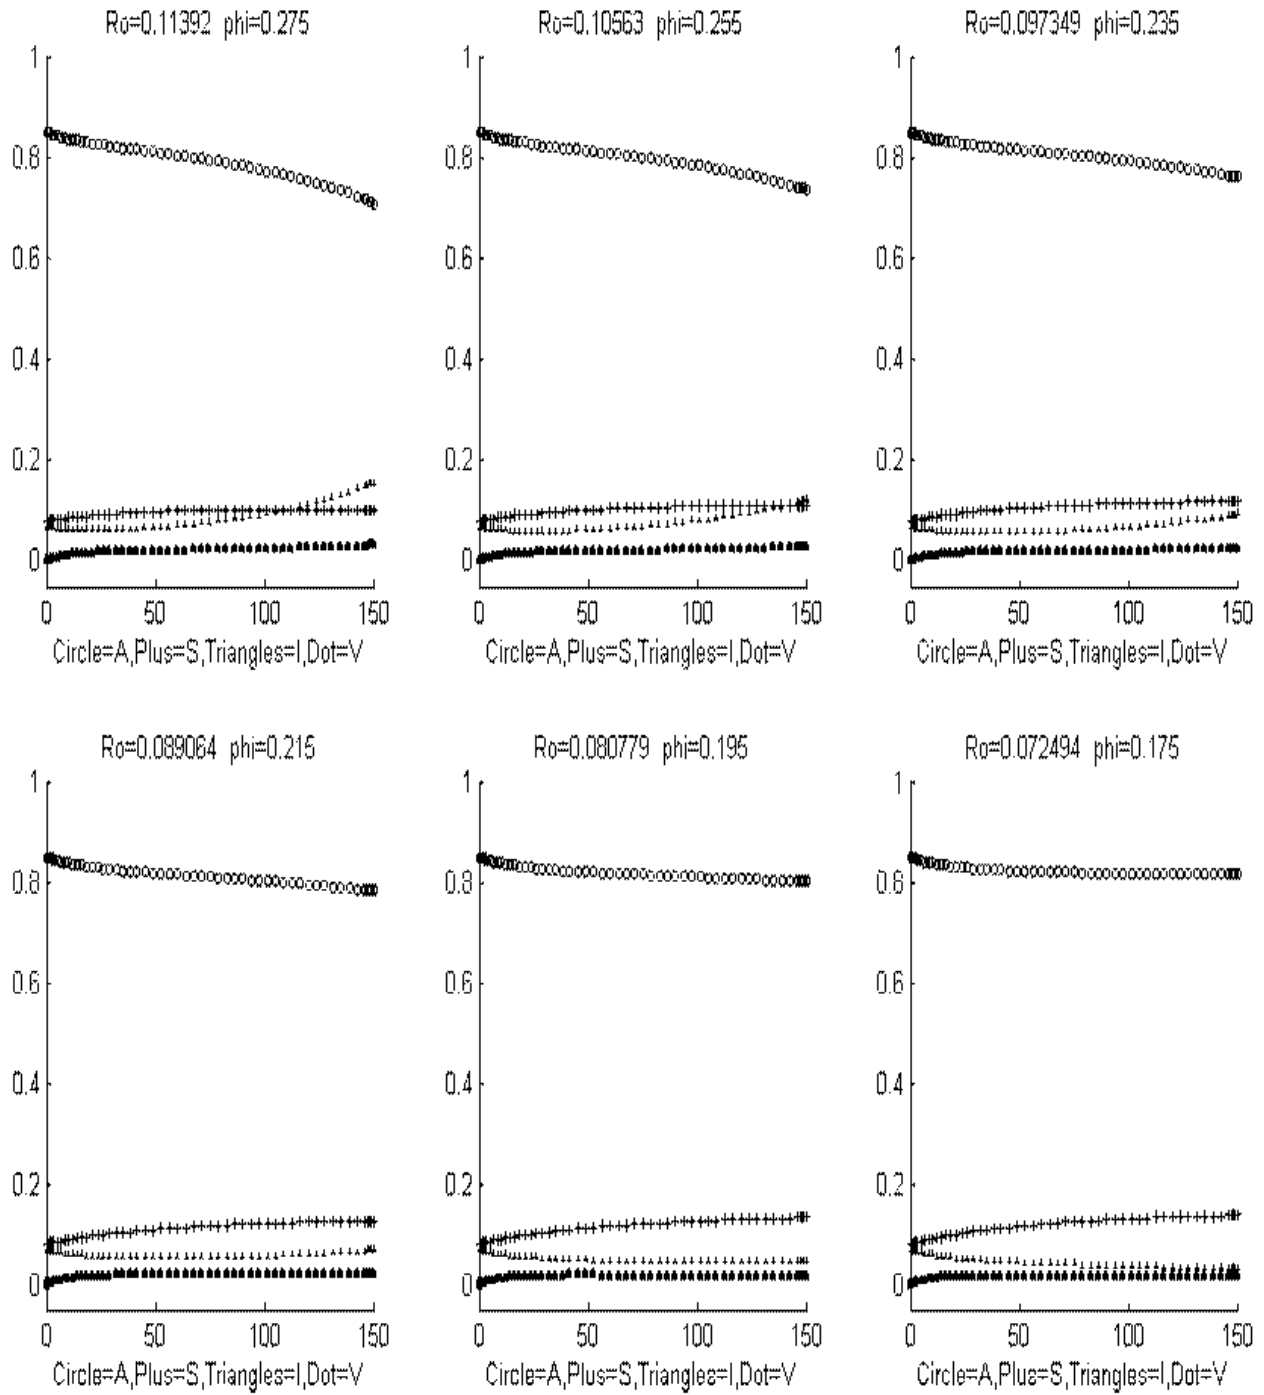 Ro=0.11392 phi=0.275
Ro=0.10563 phi=0.255
Ro=0.097349 phi=0.235
1
0.8
0.6
0.4
0.2
0
0 50 100 150
Circle=A,Plus=S,Triangles=I,Dot=V
1
0.8
0.6
0.4
0.2
0
0 50 100 150
Circle=A,Plus=S,Triangles=I,Dot=V
1
0.8
0.6
0.4
0.2
0
0 50 100 150
Circle=A,Plus=S,Triangles=I,Dot=V
Ro=0.089064 phi=0.215
Ro=0.080779 phi=0.195
Ro=0.072494 phi=0.175
1
0.8
0.6
0.4
0.2
0
0 50 100 150
Circle=A,Plus=S,Triangles=I,Dot=V
1
0.8
0.6
0.4
0.2
0
0 50 100 150
Circle=A,Plus=S,Triangles=I,Dot=V
1
0.8
0.6
0.4
0.2
0
0 50 100 150
Circle=A,Plus=S,Triangles=I,Dot=V